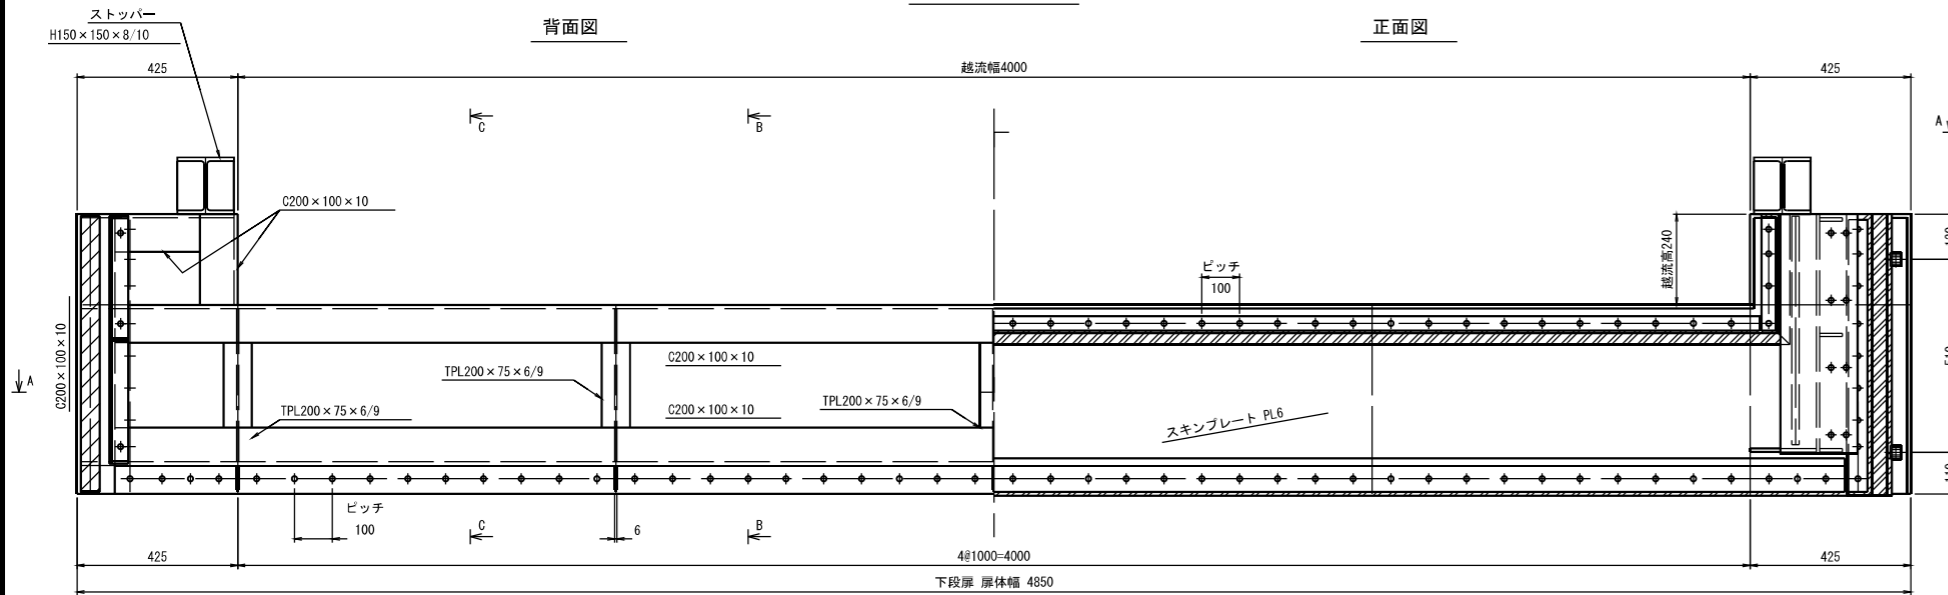 ストッパー
H150×150×8/10
背面図
正面図
425
越流幅4000
425
C
B
A
C200×100×10
越流高240
ピッチ
100
C200×100×10
A
C200×100×10
TPL200×75×6/9
TPL200×75×6/9
C200×100×10
TPL200×75×6/9
スキンプレート PL6
ピッチ
100
C
6
B
425
4@1000=4000
425
下段扉 扉体幅 4850